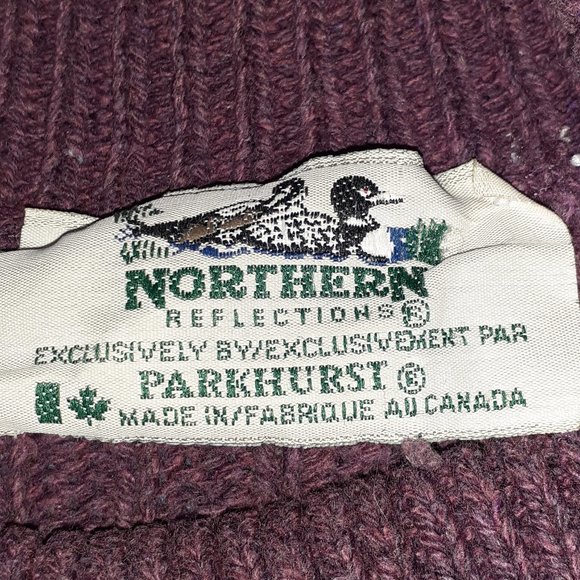 NORTHERN
REFLECTIONS®
EXCLUSIVELY BY/EXCLUSIVEMENT PAR
PARKHURST®
MADE IN/FABRIQUE AU CANADA